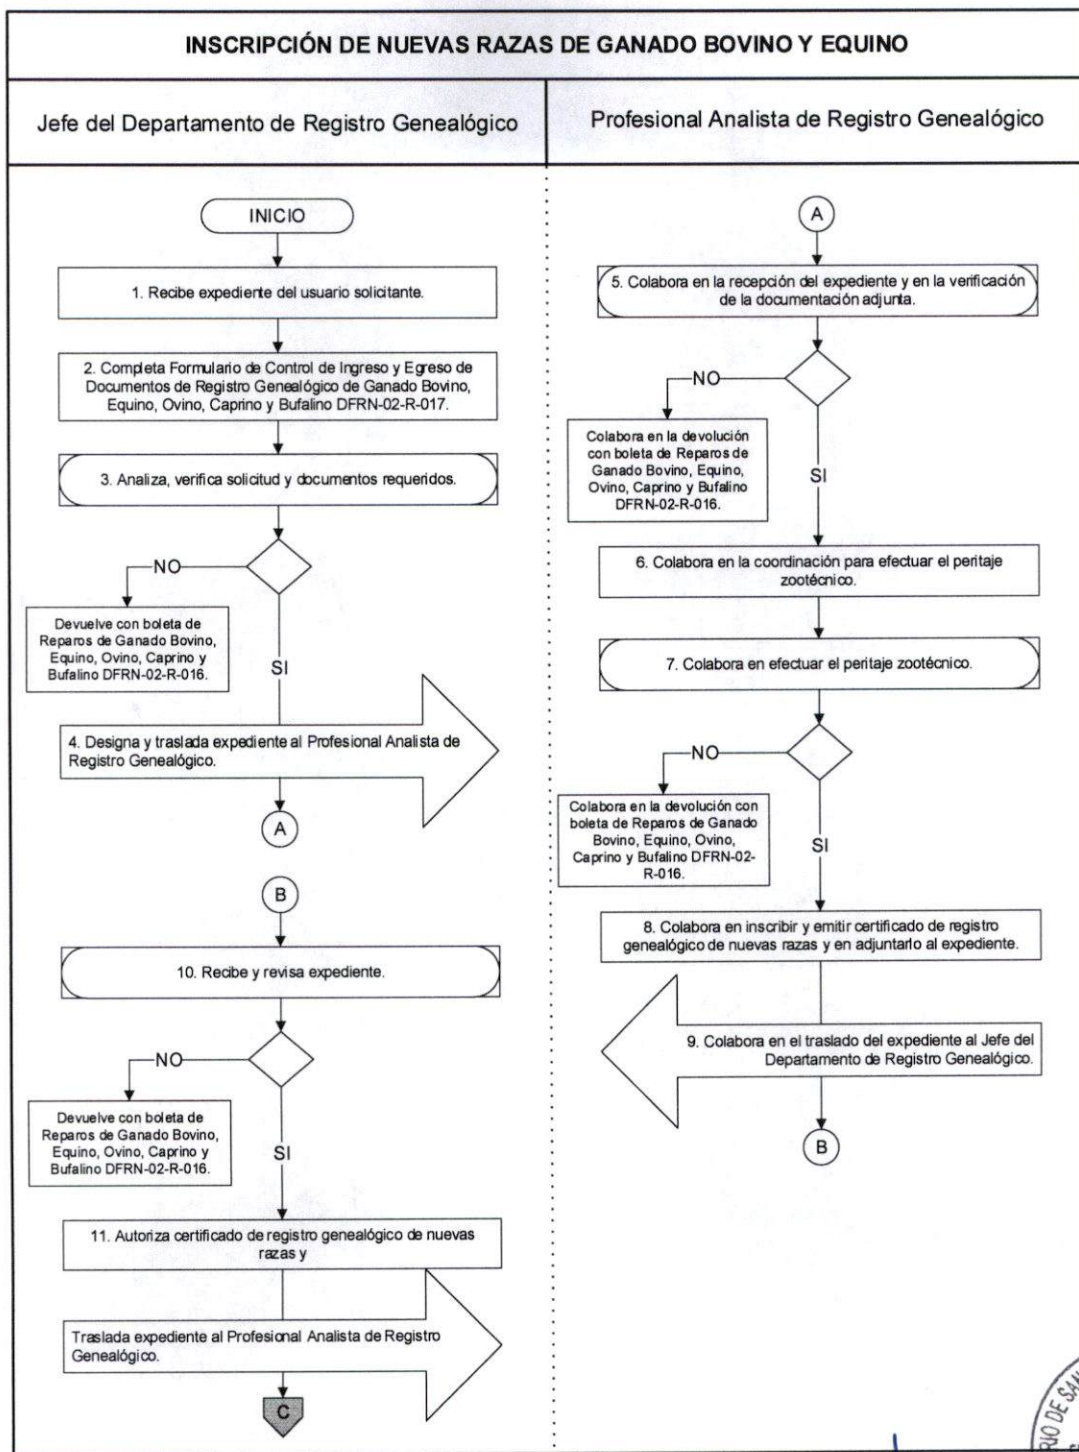 INSCRIPCIÓN DE NUEVAS RAZAS DE GANADO BOVINO Y EQUINO
Jefe del Departamento de Registro Genealógico
Profesional Analista de Registro Genealógico
INICIO
1. Recibe expediente del usuario solicitante.
2. Completa Formulario de Control de Ingreso y Egreso de
Documentos de Registro Genealógico de Ganado Bovino,
Equino, Ovino, Caprino y Bufalino DFRN-02-R-017.
3. Analiza, verifica solicitud y documentos requeridos.
NO
Devuelve con boleta de
Reparos de Ganado Bovino,
Equino, Ovino, Caprino y
Bufalino DFRN-02-R-016.
SI
4. Designa y traslada expediente al Profesional Analista de
Registro Genealógico.
A
B
10. Recibe y revisa expediente.
NO
Devuelve con boleta de
Reparos de Ganado Bovino,
Equino, Ovino, Caprino y
Bufalino DFRN-02-R-016.
SI
11. Autoriza certificado de registro genealógico de nuevas
razas y
Traslada expediente al Profesional Analista de Registro
Genealógico.
C
A
5. Colabora en la recepción del expediente y en la verificación
de la documentación adjunta.
NO
Colabora en la devolución
con boleta de Reparos de
Ganado Bovino, Equino,
Ovino, Caprino y Bufalino
DFRN-02-R-016.
SI
6. Colabora en la coordinación para efectuar el peritaje
zootécnico.
7. Colabora en efectuar el peritaje zootécnico.
NO
Colabora en la devolución con
boleta de Reparos de Ganado
Bovino, Equino, Ovino,
Caprino y Bufalino DFRN-02-
R-016.
SI
8. Colabora en inscribir y emitir certificado de registro
genealógico de nuevas razas y en adjuntarlo al expediente.
9. Colabora en el traslado del expediente al Jefe del
Departamento de Registro Genealógico.
B
DE